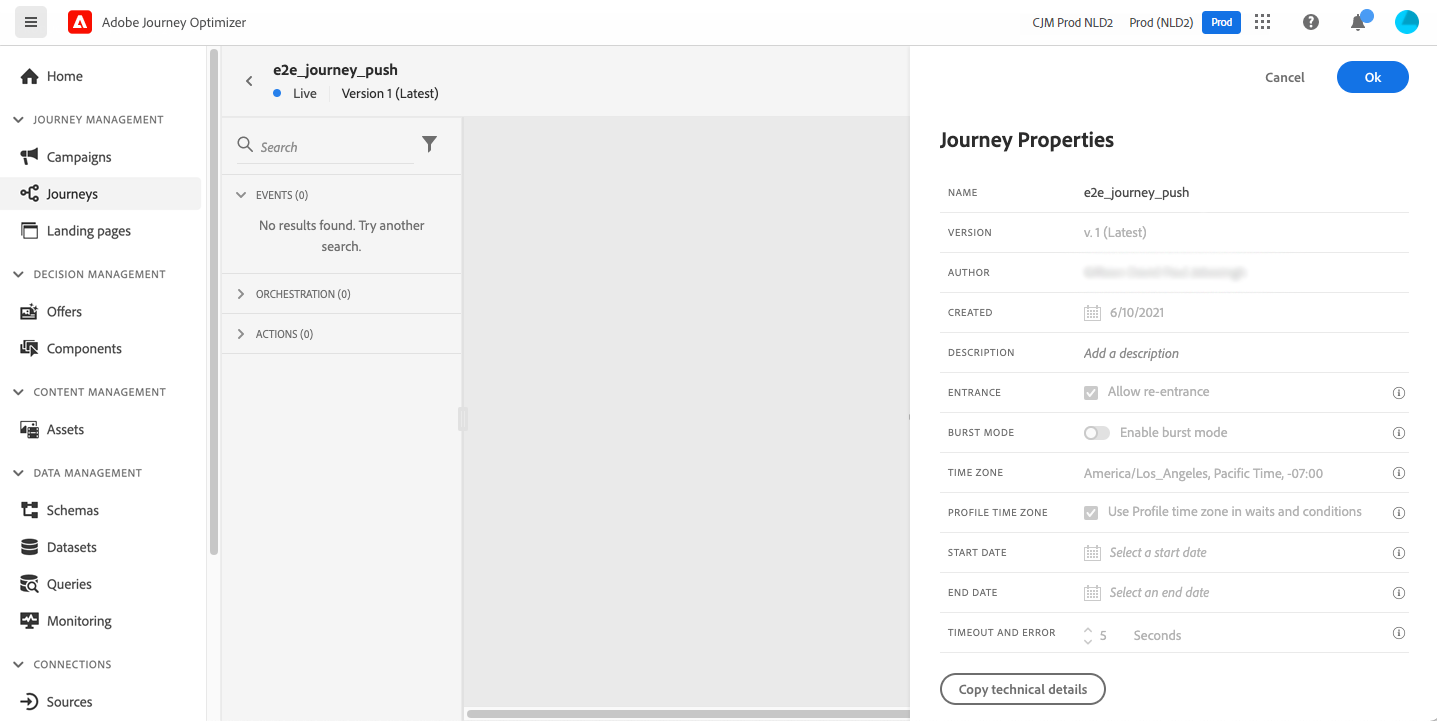 Adobe Journey Optimizer
CJM Prod NLD2
Prod (NLD2)
Prod
Home
JOURNEY MANAGEMENT
Campaigns
Journeys
Landing pages
DECISION MANAGEMENT
Offers
Components
CONTENT MANAGEMENT
Assets
DATA MANAGEMENT
Schemas
Datasets
Queries
Monitoring
CONNECTIONS
Sources
e2e_journey_push
Live
Version 1 (Latest)
Search
EVENTS (0)
No results found. Try another
search.
ORCHESTRATION (0)
ACTIONS (0)
Cancel
Ok
Journey Properties
NAME e2e_journey_push
VERSION v. 1 (Latest)
AUTHOR
CREATED 6/10/2021
DESCRIPTION Add a description
ENTRANCE Allow re-entrance
BURST MODE Enable burst mode
TIME ZONE America/Los_Angeles, Pacific Time, -07:00
PROFILE TIME ZONE Use Profile time zone in waits and conditions
START DATE Select a start date
END DATE Select an end date
TIMEOUT AND ERROR 5 Seconds
Copy technical details